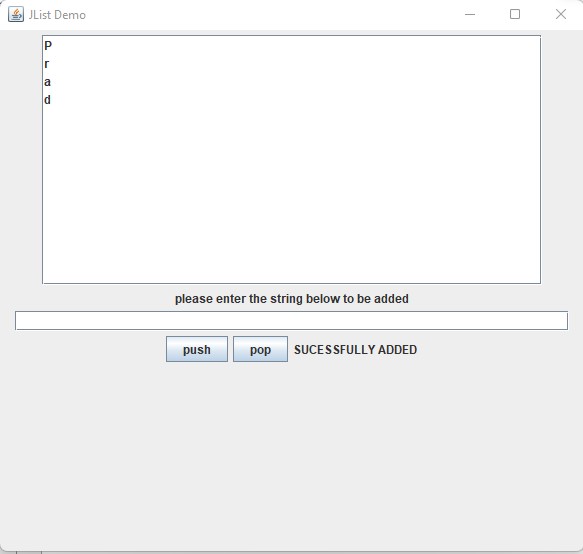 JList Demo
P
r
a
d
please enter the string below to be added
push pop SUCESSFULLY ADDED